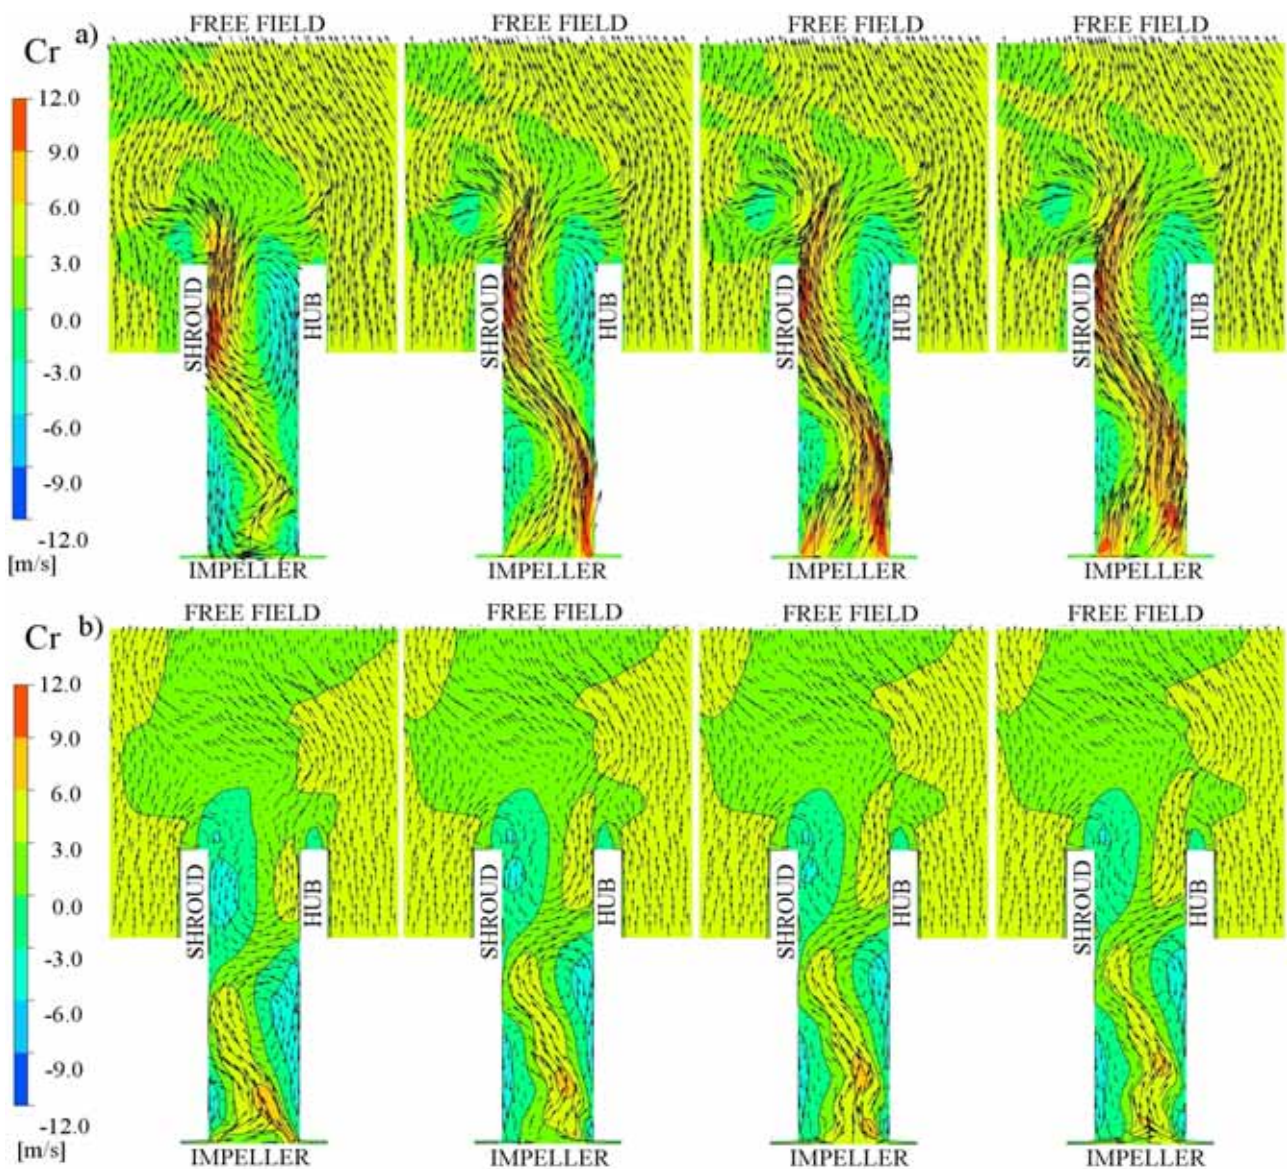 a)
FREE FIELD FREE FIELD FREE FIELD FREE FIELD
Cr
12.0
9.0
6.0
3.0
0.0
-3.0
-6.0
-9.0
-12.0
[m/s]
SHROUD HUB SHROUD HUB SHROUD HUB SHROUD HUB
IMPELLER IMPELLER IMPELLER IMPELLER
b)
FREE FIELD FREE FIELD FREE FIELD FREE FIELD
Cr
12.0
9.0
6.0
3.0
0.0
-3.0
-6.0
-9.0
-12.0
[m/s]
SHROUD HUB SHROUD HUB SHROUD HUB SHROUD HUB
IMPELLER IMPELLER IMPELLER IMPELLER